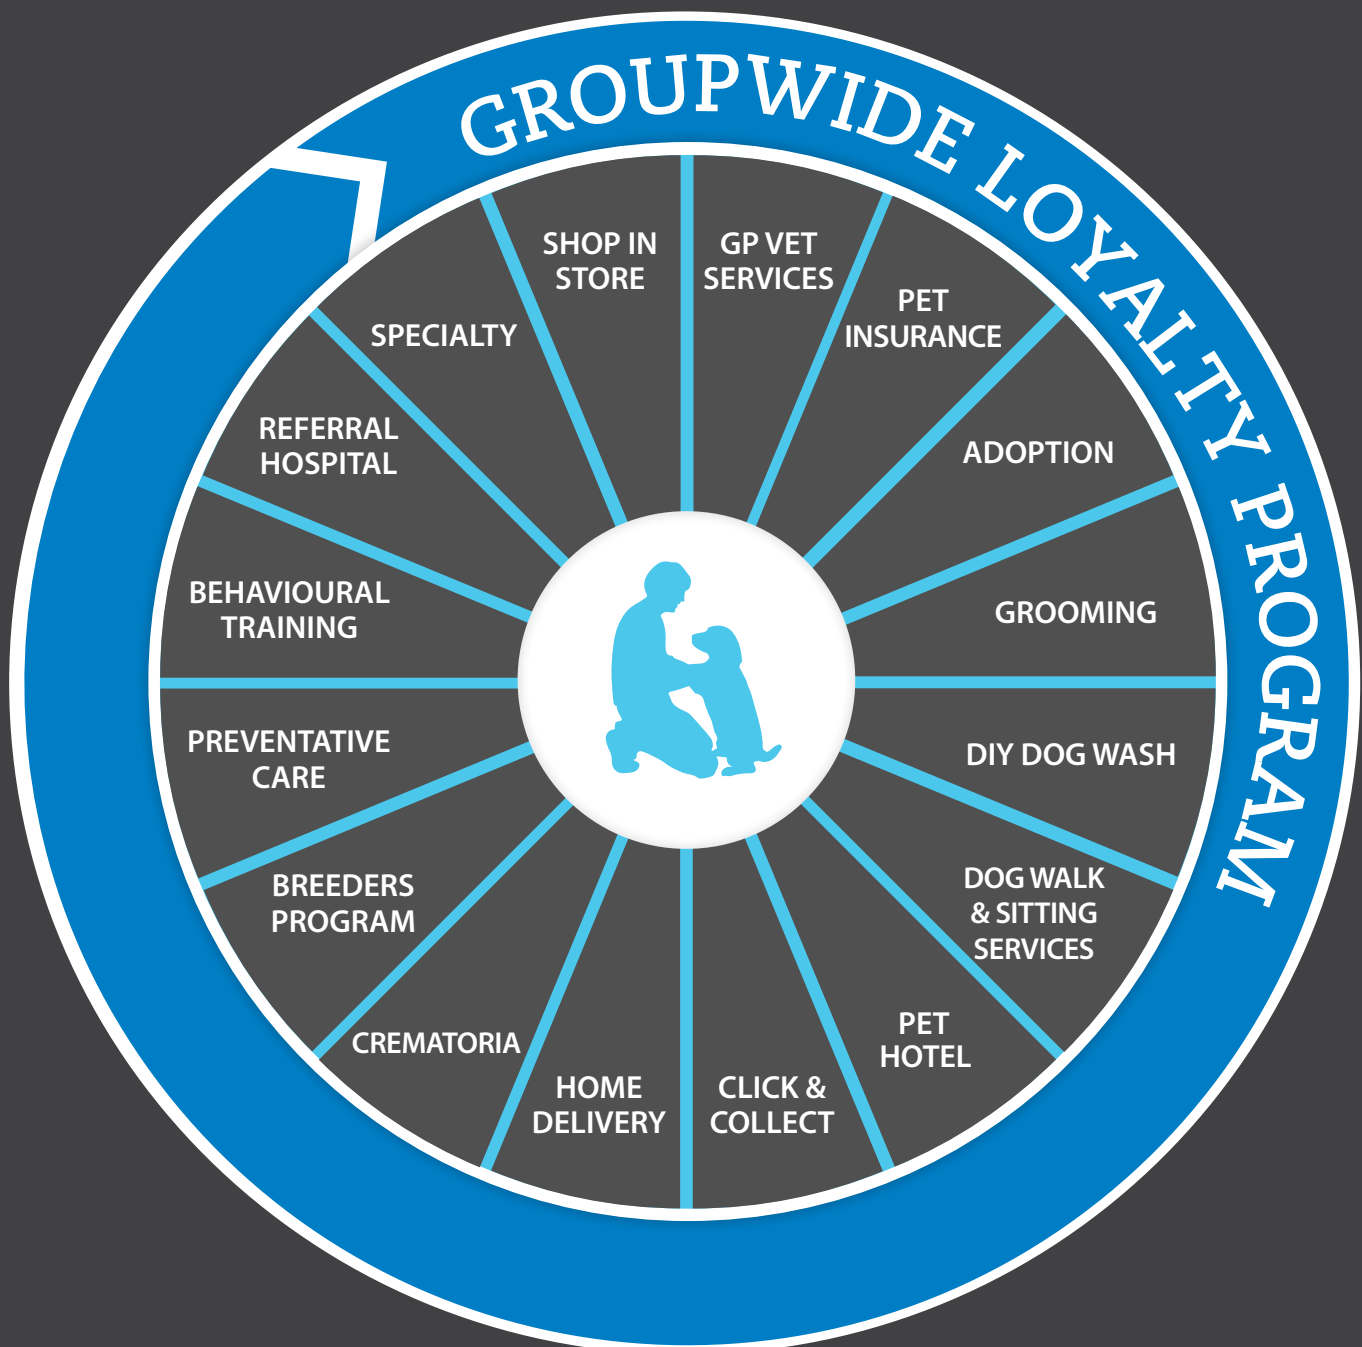 GROUPWIDE LOYALTY PROGRAM
SHOP IN
STORE
GP VET
SERVICES
PET
INSURANCE
ADOPTION
GROOMING
DIY DOG WASH
DOG WALK
& SITTING
SERVICES
PET
HOTEL
CLICK &
COLLECT
HOME
DELIVERY
CREMATORIA
BREEDERS
PROGRAM
PREVENTATIVE
CARE
BEHAVIOURAL
TRAINING
REFERRAL
HOSPITAL
SPECIALTY